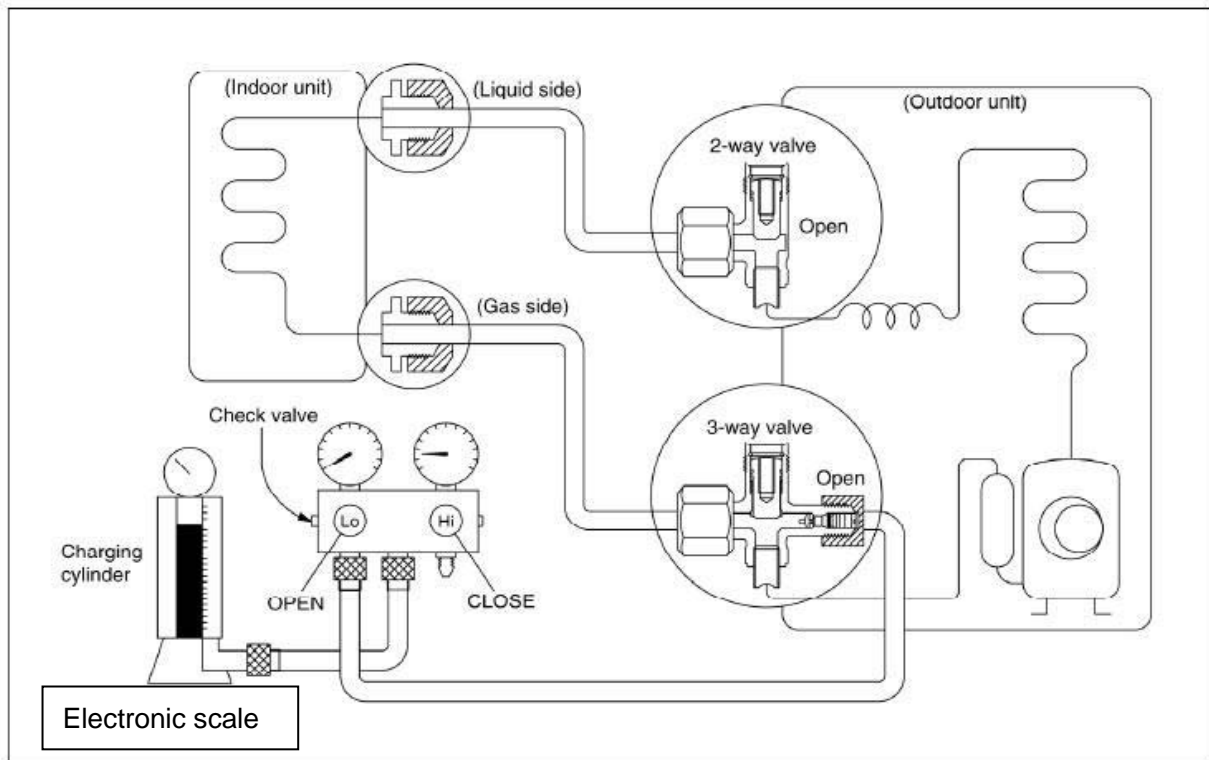 (Indoor unit)
(Liquid side)
(Outdoor unit)
2-way valve
Open
(Gas side)
Check valve
3-way valve
Open
Lo
Hi
Charging
cylinder
OPEN
CLOSE
Electronic scale